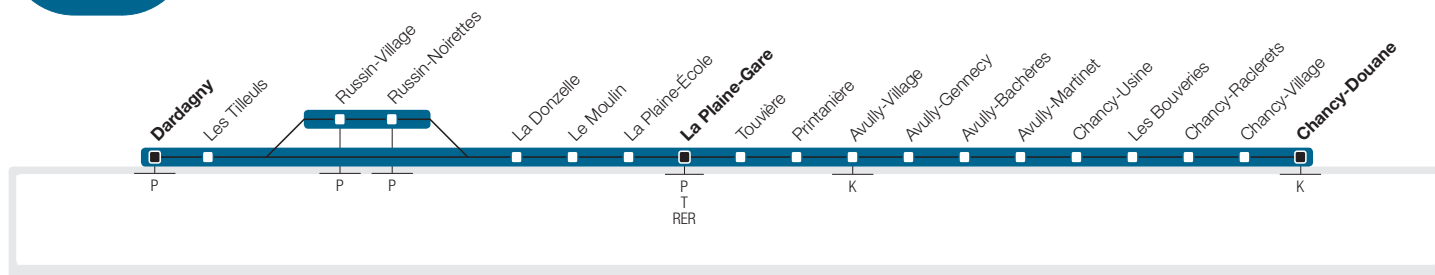 Dardagny
Les Tilleuls
Russin-Village
Russin-Noirettes
La Donzelle
Le Moulin
La Plaine-École
La Plaine-Gare
Touvière
Printanière
Avully-Village
Avully-Gennecy
Avully-Bachères
Avully-Martinet
Chancy-Usine
Les Bouveries
Chancy-Raclerets
Chancy-Village
Chancy-Douane
P
P
P
P
T
RER
K
K